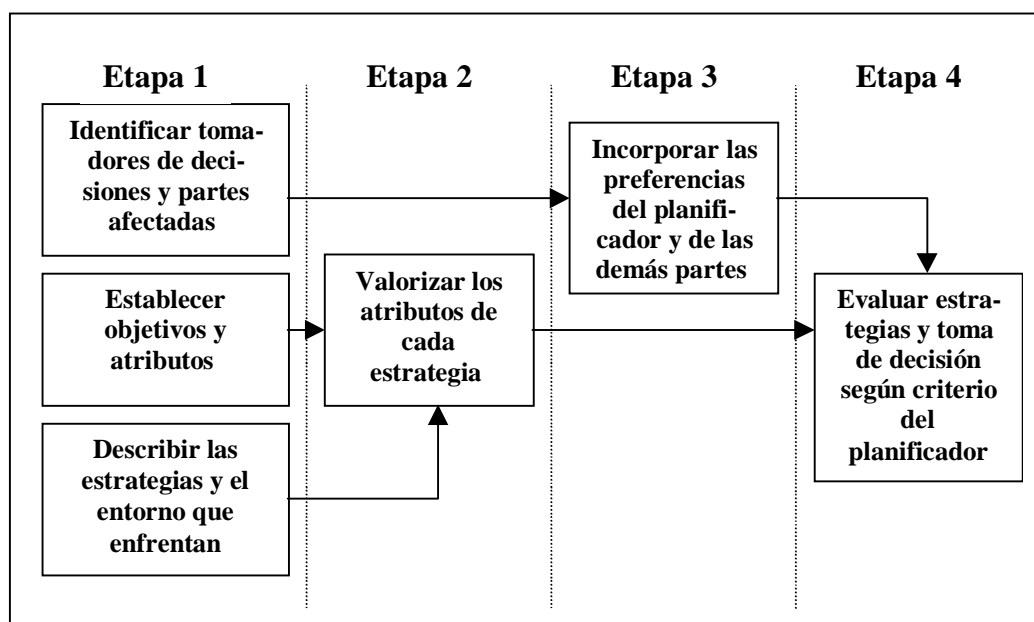 Etapa 1
Etapa 2
Etapa 3
Etapa 4
Identificar toma-
dores de deci-
siones y partes
afectadas
Establecer
objetivos y
atributos
Describir las
estrategias y el
entorno que
enfrentan
Valorizar los
atributos de
cada
estrategia
Incorporar las
preferencias
del planifi-
cador y de las
demás partes
Evaluar estra-
tegias y toma
de decisión
según criterio
del
planificador